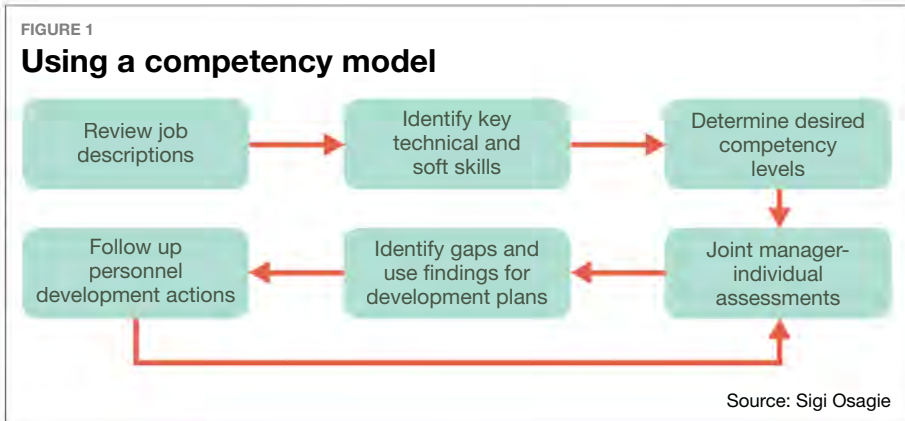 FIGURE 1
Using a competency model
Review job
descriptions
Identify key
technical and
soft skills
Determine desired
competency
levels
Joint manager-
individual
assessments
Identify gaps and
use findings for
development plans
Follow up
personnel
development actions
Source: Sigi Osagie